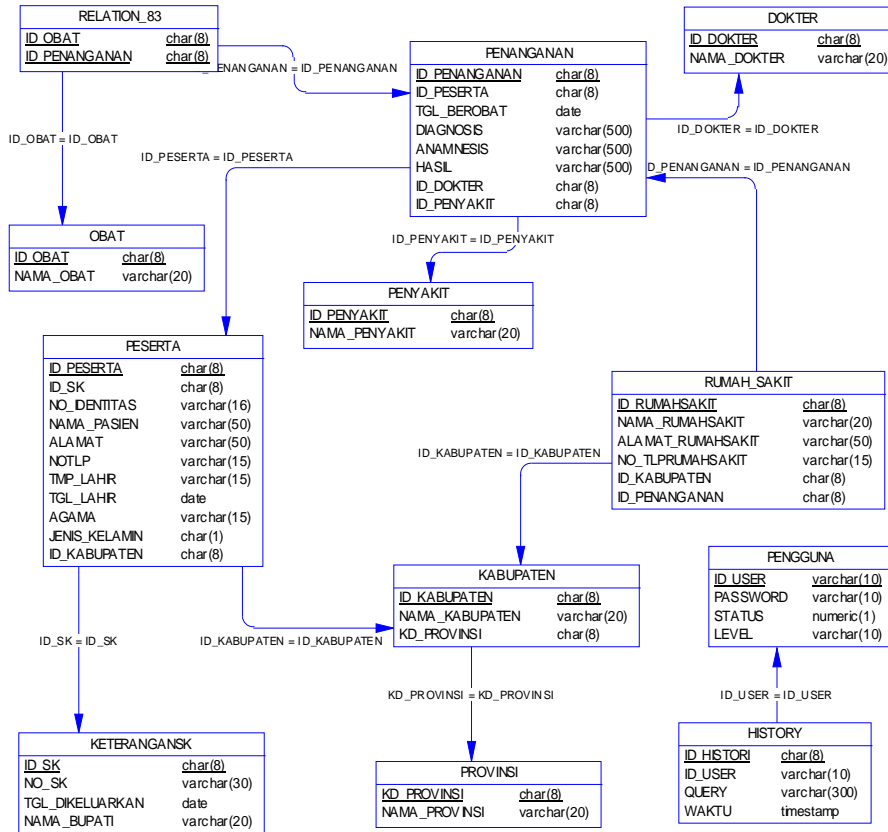 RELATION_83
ID_OBAT char(8)
ID_PENANGANAN char(8)
D_PENANGANAN = ID_PENANGANAN
PENANGANAN
ID_PENANGANAN char(8)
ID_PESERTA char(8)
TGL_BEROBAT date
DIAGNOSIS varchar(500)
ANAMNESIS varchar(500)
HASIL varchar(500)
ID_DOKTER char(8)
ID_PENYAKIT char(8)
DOKTER
ID_DOKTER char(8)
NAMA_DOKTER varchar(20)
ID_DOKTER = ID_DOKTER
ID_OBAT = ID_OBAT
ID_PESERTA = ID_PESERTA
D_PENANGANAN = ID_PENANGANAN
OBAT
ID_OBAT char(8)
NAMA_OBAT varchar(20)
ID_PENYAKIT = ID_PENYAKIT
PENYAKIT
ID_PENYAKIT char(8)
NAMA_PENYAKIT varchar(20)
PESERTA
ID_PESERTA char(8)
ID_SK char(8)
NO_IDENTITAS varchar(16)
NAMA_PASIEN varchar(50)
ALAMAT varchar(50)
NOTLP varchar(15)
TMP_LAHIR varchar(15)
TGL_LAHIR date
AGAMA varchar(15)
JENIS_KELAMIN char(1)
ID_KABUPATEN char(8)
RUMAH_SAKIT
ID_RUMAHSAKIT char(8)
NAMA_RUMAHSAKIT varchar(20)
ALAMAT_RUMAHSAKIT varchar(50)
NO_TLPRUMAHSAKIT varchar(15)
ID_KABUPATEN char(8)
ID_PENANGANAN char(8)
ID_KABUPATEN = ID_KABUPATEN
KABUPATEN
ID_KABUPATEN char(8)
NAMA_KABUPATEN varchar(20)
KD_PROVINSI char(8)
PENGGUNA
ID_USER varchar(10)
PASSWORD varchar(10)
STATUS numeric(1)
LEVEL varchar(10)
ID_SK = ID_SK
ID_KABUPATEN = ID_KABUPATEN
KD_PROVINSI = KD_PROVINSI
ID_USER = ID_USER
KETERANGANSK
ID_SK char(8)
NO_SK varchar(30)
TGL_DIKELUARKAN date
NAMA_BUPATI varchar(20)
PROVINSI
KD_PROVINSI char(8)
NAMA_PROVINSI varchar(20)
HISTORY
ID_HISTORI char(8)
ID_USER varchar(10)
QUERY varchar(300)
WAKTU timestamp